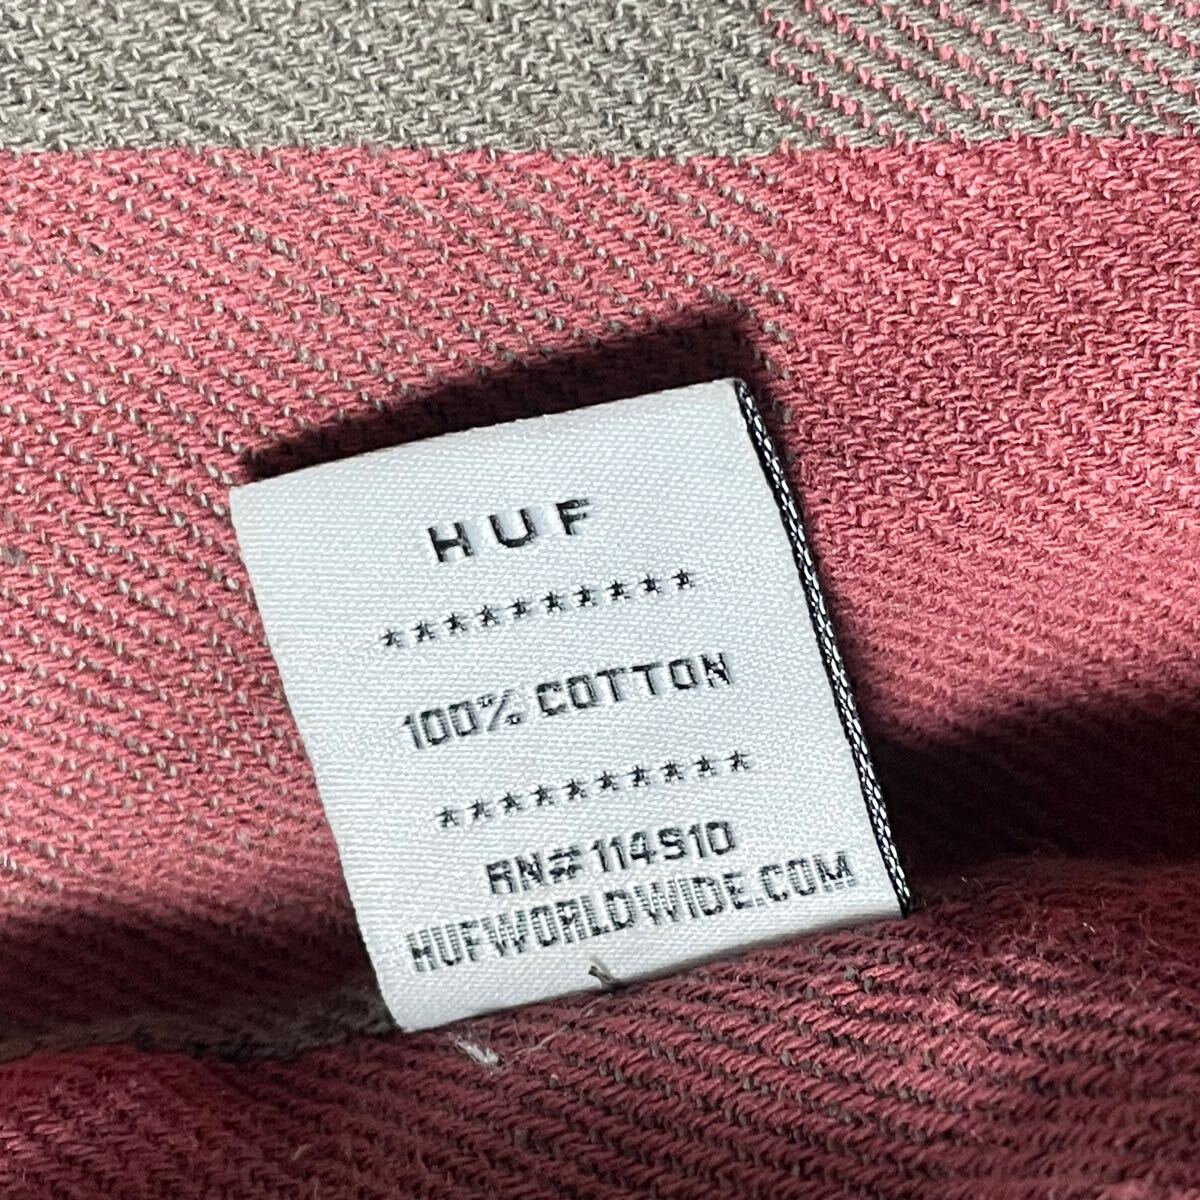 HUF
**********
100% COTTON
**********
RN#114910
HUFWORLDWIDE.COM